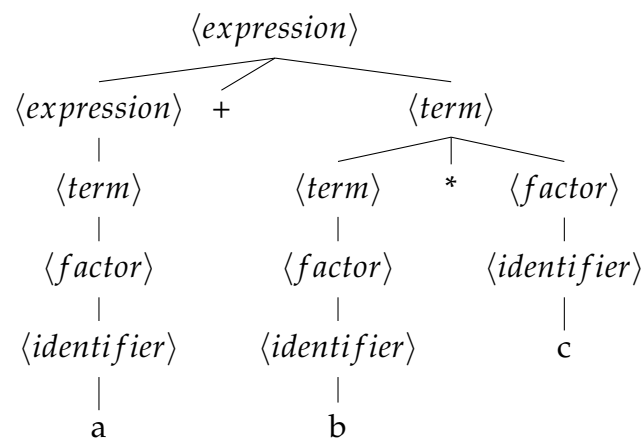 ⟨expression⟩
⟨expression⟩ + ⟨term⟩
⟨term⟩ ⟨term⟩ * ⟨factor⟩
⟨factor⟩ ⟨factor⟩ ⟨identifier⟩
⟨identifier⟩ ⟨identifier⟩ c
a b